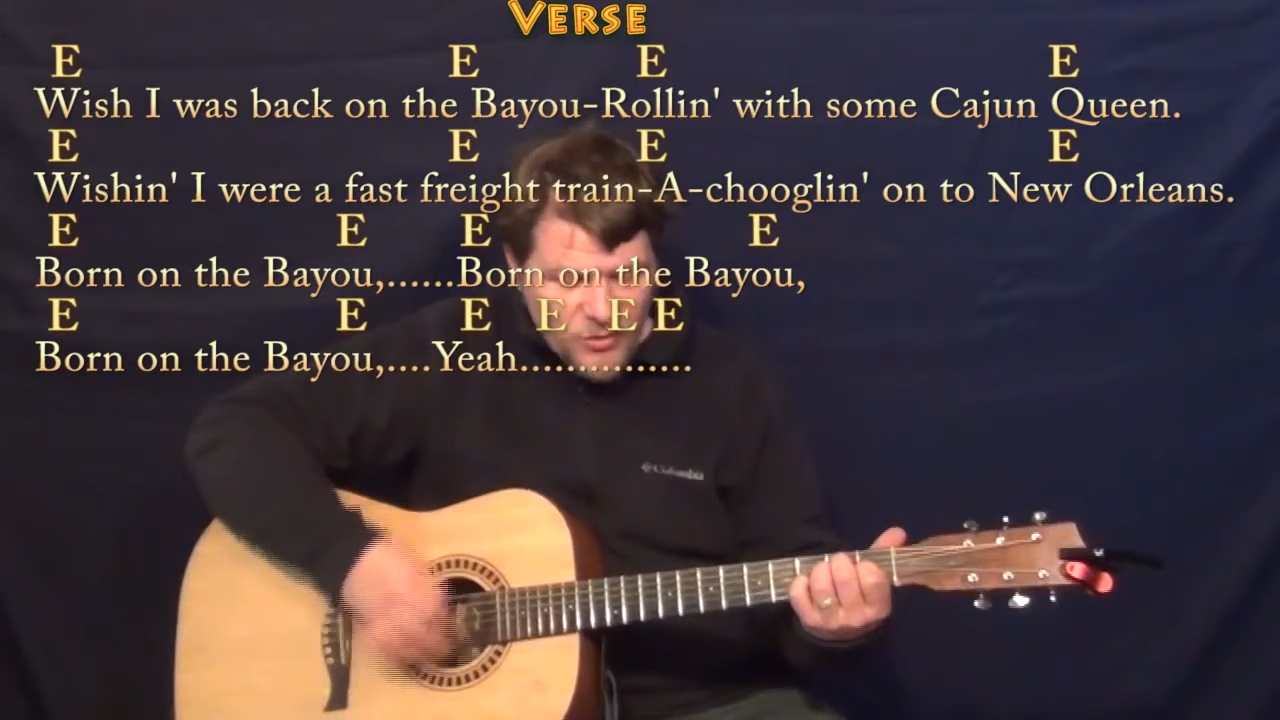 VERSE
E E E E
Wish I was back on the Bayou-Rollin' with some Cajun Queen.
E E E E
Wishin' I were a fast freight train-A-chooglin' on to New Orleans.
E E E E
Born on the Bayou,......Born on the Bayou,
E E E E E E
Born on the Bayou,....Yeah..............
Columbia